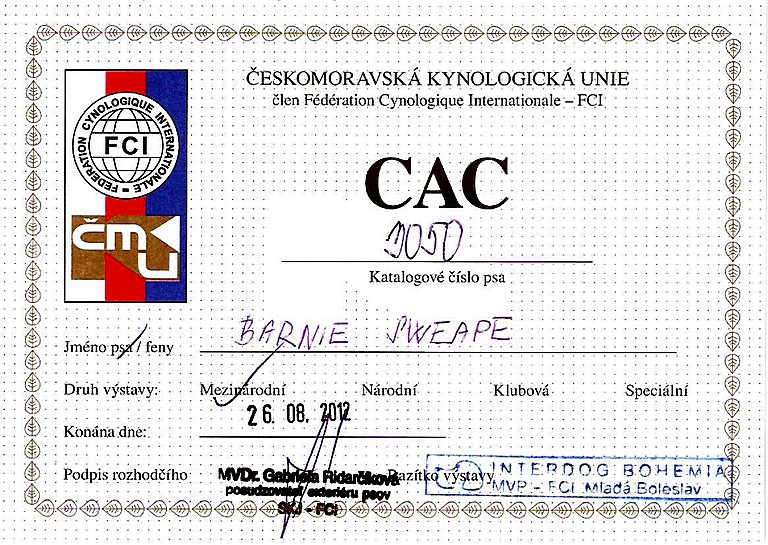 ČESKOMORAVSKÁ KYNOLOGICKÁ UNIE
člen Fédération Cynologique Internationale – FCI
FEDERATION CYNOLOGIQUE INTERNATIONALE
FCI
ČMKU
CAC
3050
Katalogové číslo psa
Jméno psa / feny BARNIE SWEAPE
Druh výstavy: Mezinárodní Národní Klubová Speciální
Konána dne: 26. 08. 2012
Podpis rozhodčího Razítko výstavy
MVDr. Gabriela Ridarčíková
posudzovateľ exteriéru psov
SKJ - FCI
INTERDOG BOHEMIA
MVP - FCI Mladá Boleslav